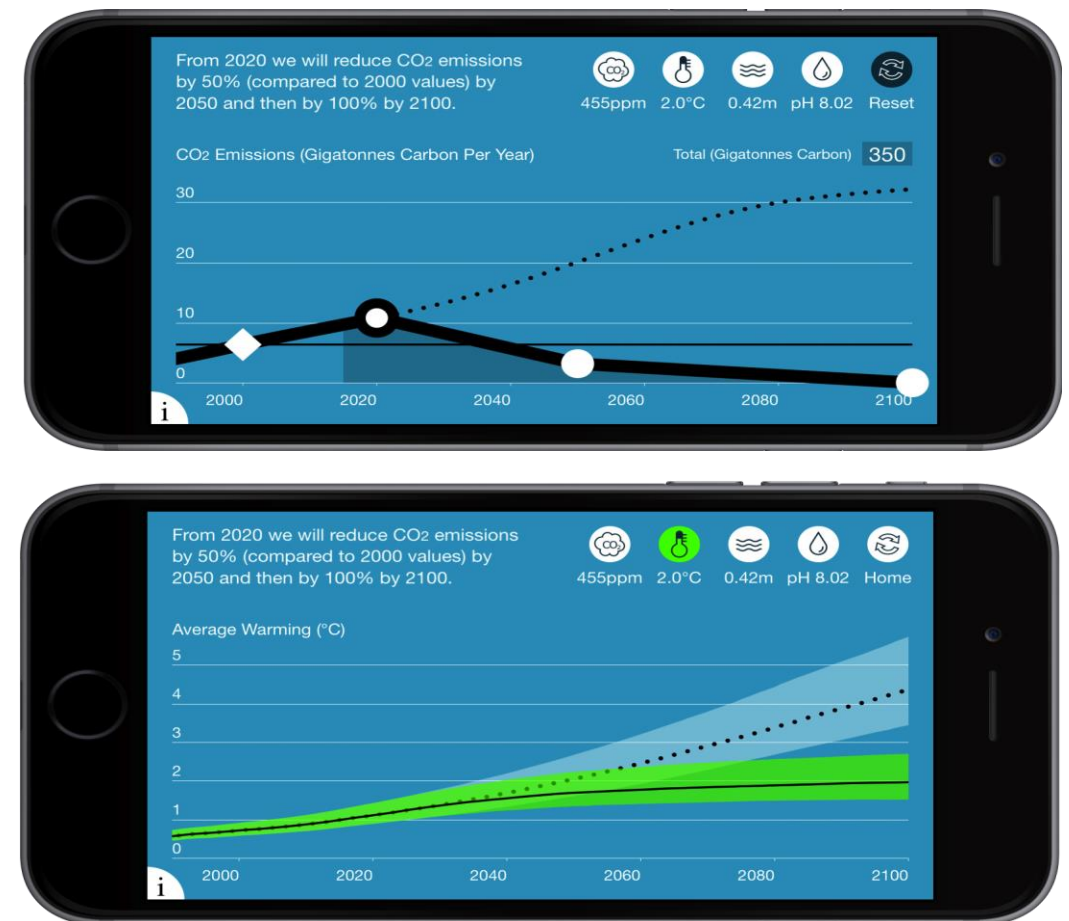 From 2020 we will reduce CO2 emissions
by 50% (compared to 2000 values) by
2050 and then by 100% by 2100.
CO2
455ppm 2.0°C 0.42m pH 8.02 Reset
CO2 Emissions (Gigatonnes Carbon Per Year) Total (Gigatonnes Carbon) 350
30
20
10
0
2000 2020 2040 2060 2080 2100
i
From 2020 we will reduce CO2 emissions
by 50% (compared to 2000 values) by
2050 and then by 100% by 2100.
CO2
455ppm 2.0°C 0.42m pH 8.02 Home
Average Warming (°C)
5
4
3
2
1
0
2000 2020 2040 2060 2080 2100
i